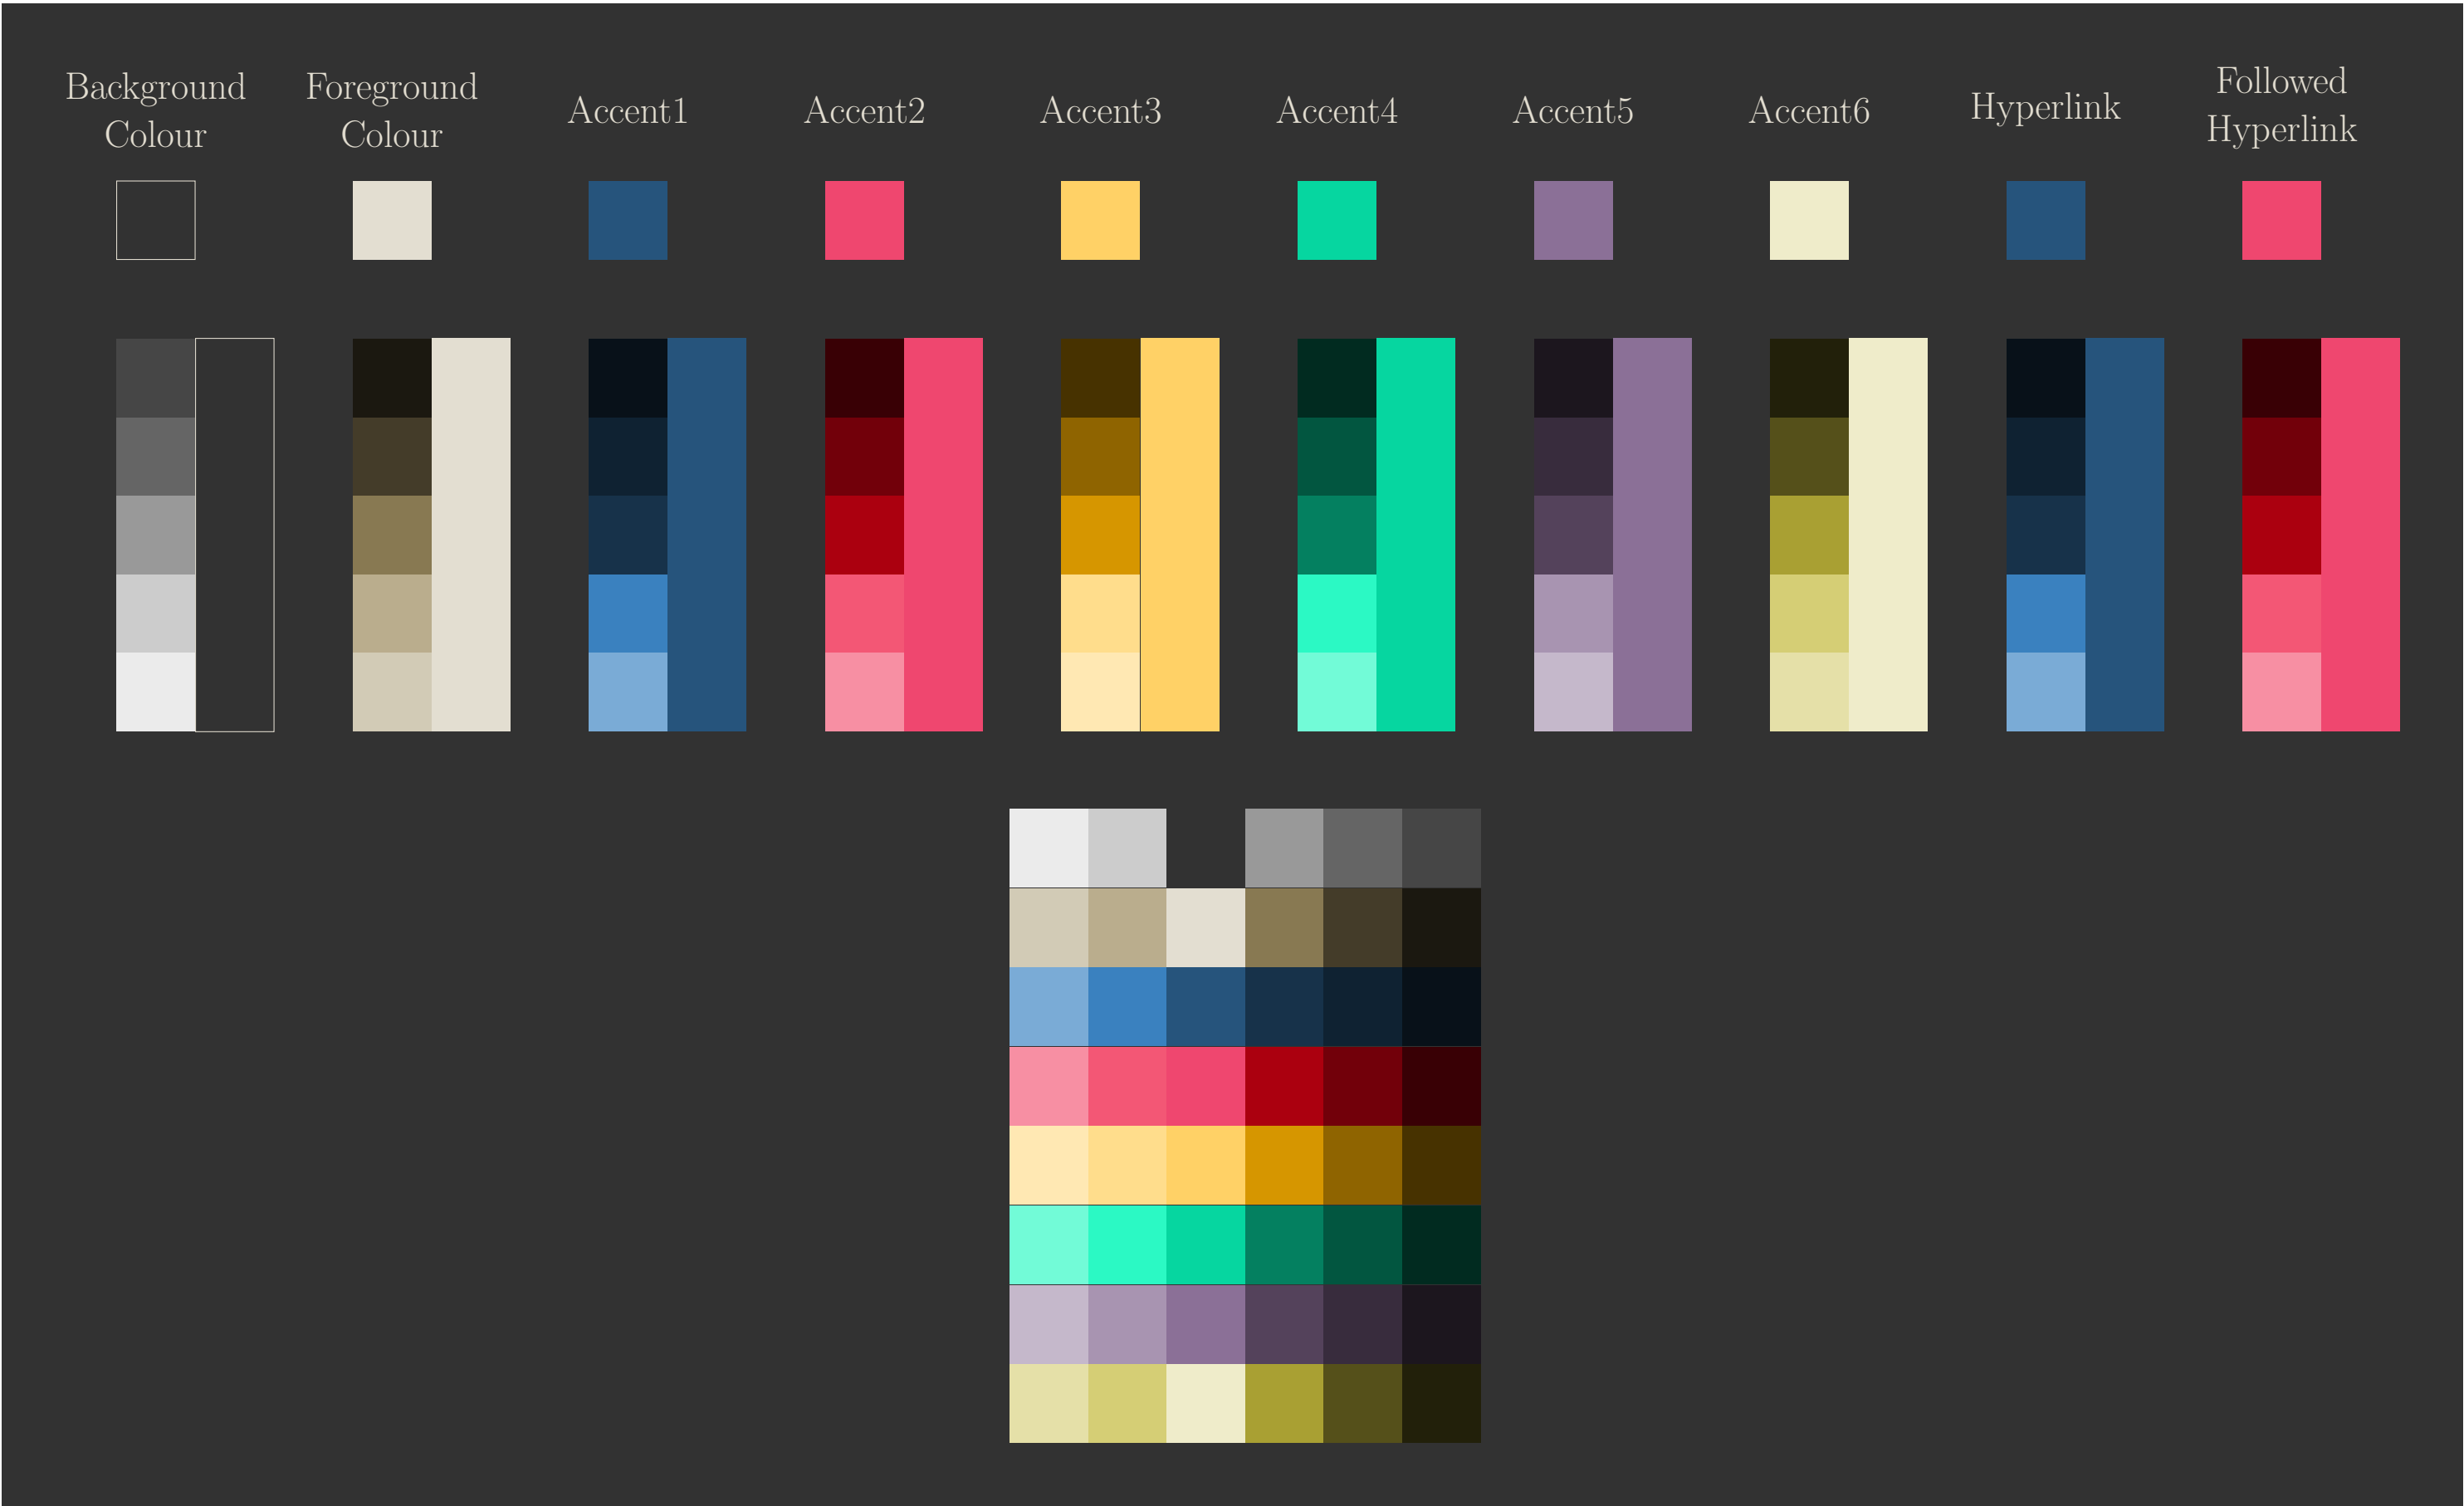 Background
Colour
Foreground
Colour
Accent1
Accent2
Accent3
Accent4
Accent5
Accent6
Hyperlink
Followed
Hyperlink